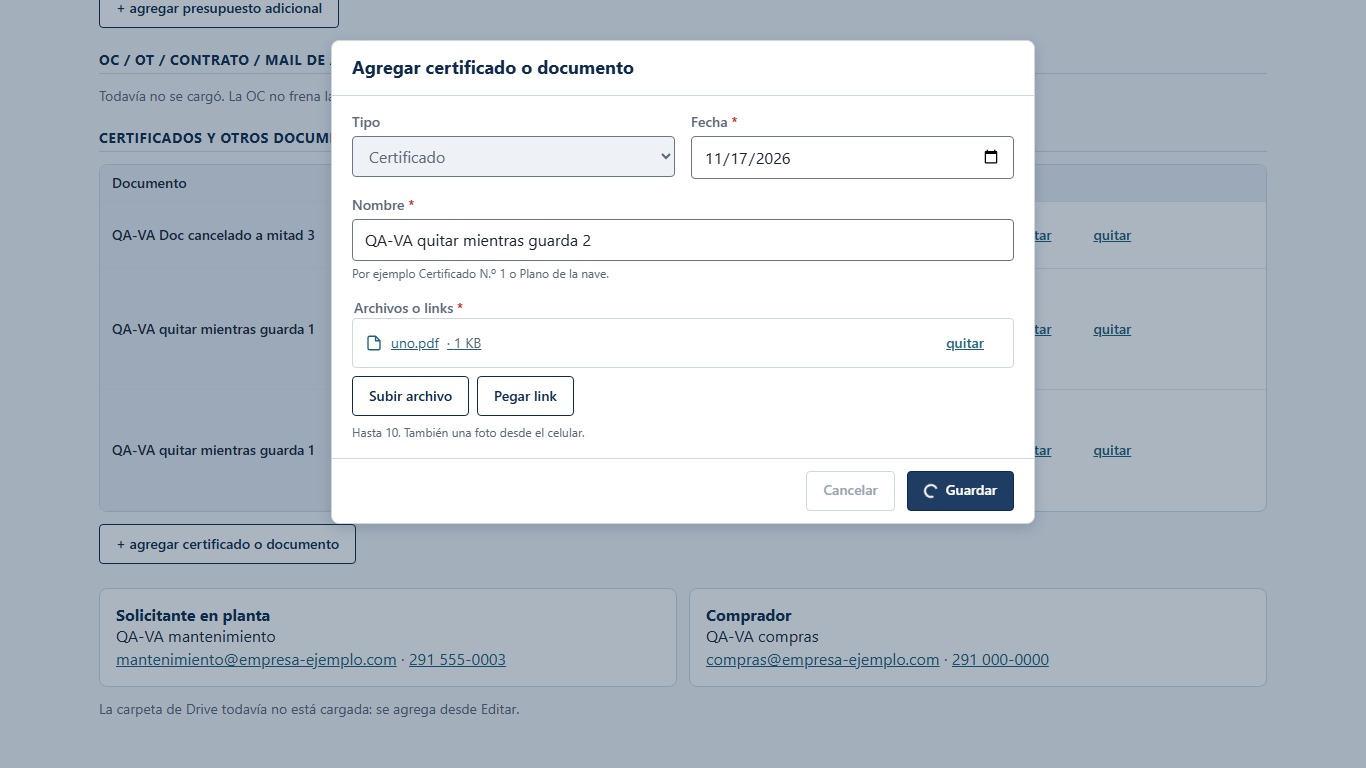 + agregar presupuesto adicional
OC / OT / CONTRATO / MAIL DE
Todavía no se cargó. La OC no frena
CERTIFICADOS Y OTROS
Documento
QA-VA Doc cancelado a mitad 3
quitar
QA-VA quitar mientras guarda 1
quitar
QA-VA quitar mientras guarda 1
quitar
+ agregar certificado o documento
Agregar certificado o documento
Tipo
Certificado
Fecha *
11/17/2026
Nombre *
QA-VA quitar mientras guarda 2
Por ejemplo Certificado N.º 1 o Plano de la nave.
Archivos o links *
uno.pdf · 1 KB
quitar
Subir archivo
Pegar link
Hasta 10. También una foto desde el celular.
Cancelar
Guardar
Solicitante en planta
QA-VA mantenimiento
mantenimiento@empresa-ejemplo.com · 291 555-0003
Comprador
QA-VA compras
compras@empresa-ejemplo.com · 291 000-0000
La carpeta de Drive todavía no está cargada: se agrega desde Editar.